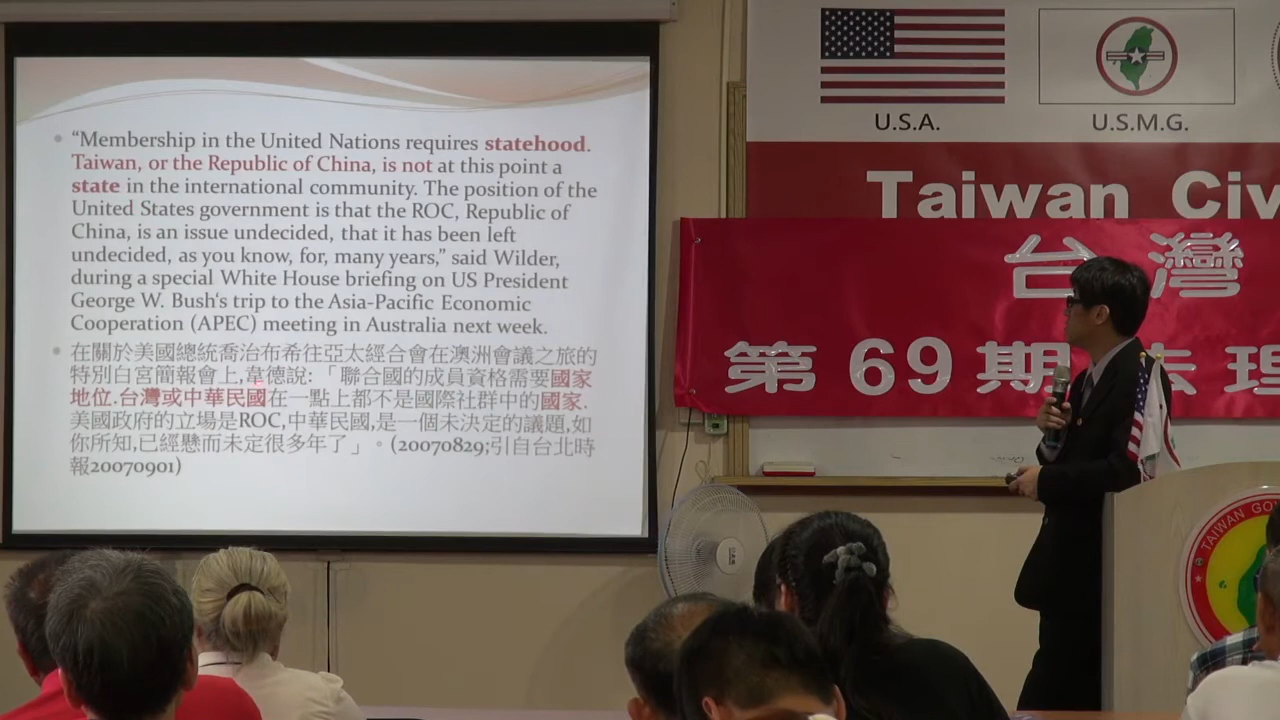 “Membership in the United Nations requires statehood.
Taiwan, or the Republic of China, is not at this point a
state in the international community. The position of the
United States government is that the ROC, Republic of
China, is an issue undecided, that it has been left
undecided, as you know, for, many years,” said Wilder,
during a special White House briefing on US President
George W. Bush‘s trip to the Asia-Pacific Economic
Cooperation (APEC) meeting in Australia next week.
在關於美國總統喬治布希往亞太經合會在澳洲會議之旅的
特別白宮簡報會上,韋德說:「聯合國的成員資格需要國家
地位.台灣或中華民國在一點上都不是國際社群中的國家.
美國政府的立場是ROC,中華民國,是一個未決定的議題,如
你所知,已經懸而未定很多年了」。(20070829;引自台北時
報20070901)
U.S.A.
U.S.M.G.
Taiwan Civ
台灣
第69期法理
TAIWAN GO